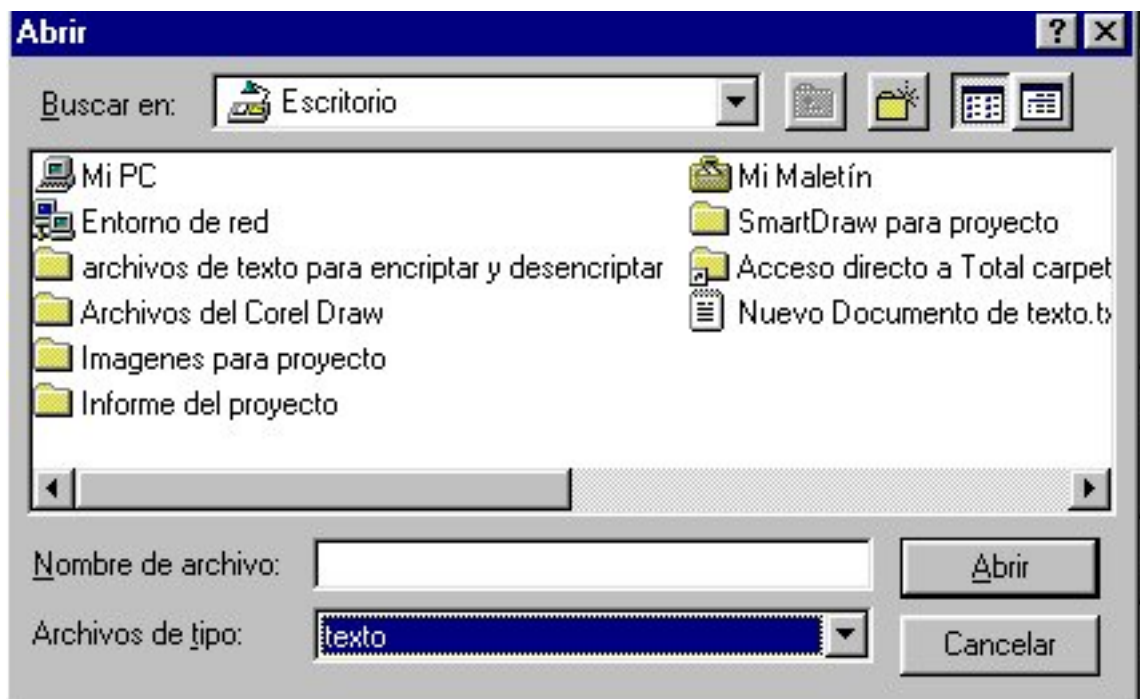 Abrir
Buscar en: Escritorio
Mi PC
Entorno de red
archivos de texto para encriptar y desencriptar
Archivos del Corel Draw
Imagenes para proyecto
Informe del proyecto
Mi Maletín
SmartDraw para proyecto
Acceso directo a Total carpet
Nuevo Documento de texto.tx
Nombre de archivo:
Abrir
Archivos de tipo: texto
Cancelar